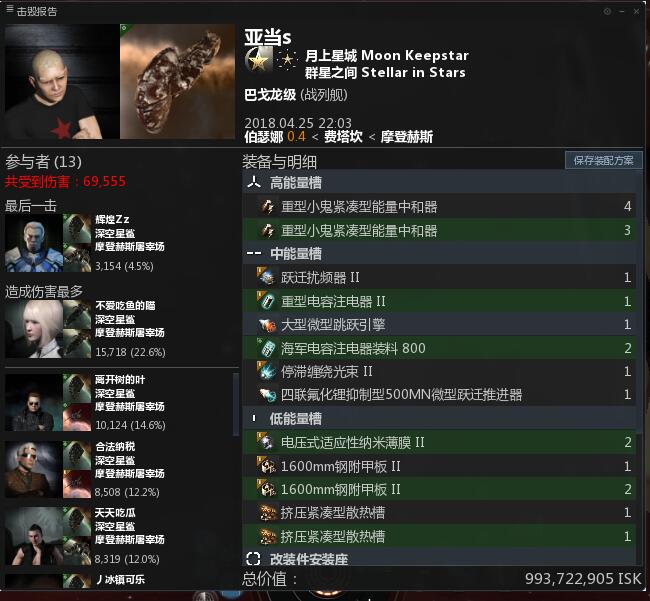 击毁报告
亚当s
月上星城 Moon Keepstar
群星之间 Stellar in Stars
巴戈龙级 (战列舰)
2018.04.25 22:03
伯瑟娜 0.4 < 费塔坎 < 摩登赫斯
参与者 (13)
共受到伤害：69,555
最后一击
辉煌Zz
深空星鲨
摩登赫斯屠宰场
3,154 (4.5%)
造成伤害最多
不爱吃鱼的喵
深空星鲨
摩登赫斯屠宰场
15,718 (22.6%)
离开树的叶
深空星鲨
摩登赫斯屠宰场
10,124 (14.6%)
合法纳税
深空星鲨
摩登赫斯屠宰场
8,508 (12.2%)
天天吃瓜
深空星鲨
摩登赫斯屠宰场
8,319 (12.0%)
丿冰镇可乐
装备与明细
保存装配方案
高能量槽
重型小鬼紧凑型能量中和器 4
重型小鬼紧凑型能量中和器 3
中能量槽
跃迁扰频器 II 1
重型电容注电器 II 1
大型微型跳跃引擎 1
海军电容注电器装料 800 2
停滞缠绕光束 II 1
四联氟化锂抑制型500MN微型跃迁推进器 1
低能量槽
电压式适应性纳米薄膜 II 2
1600mm钢附甲板 II 1
1600mm钢附甲板 II 2
挤压紧凑型散热槽 1
挤压紧凑型散热槽 1
改装件安装座
总价值： 993,722,905 ISK